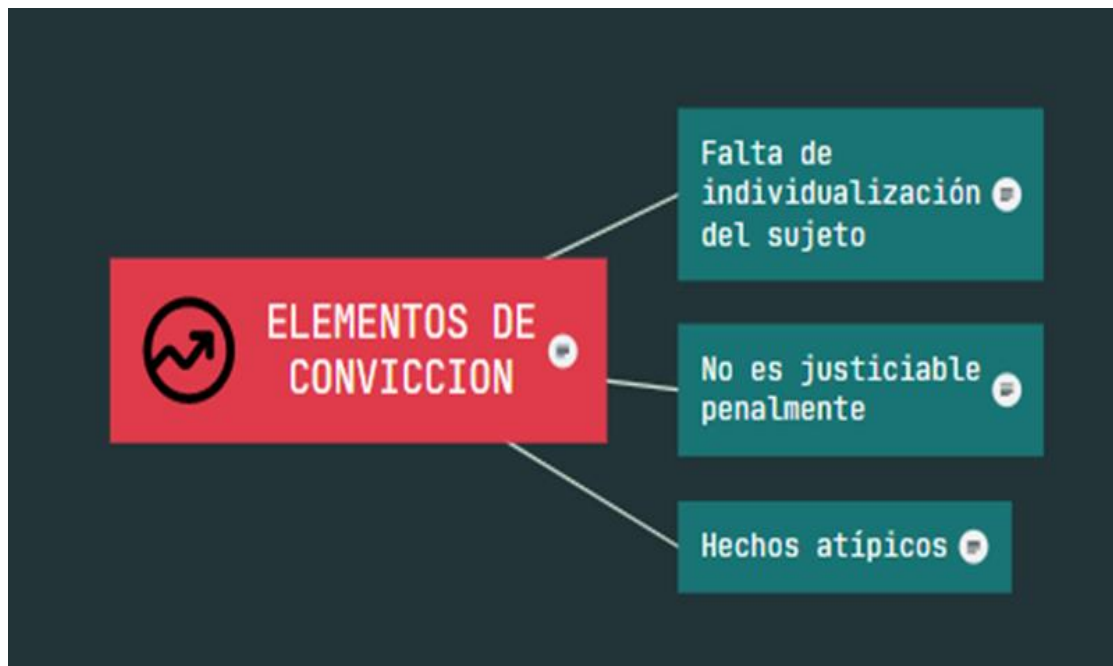 ELEMENTOS DE
CONVICCION
Falta de
individualización
del sujeto
No es justiciable
penalmente
Hechos atípicos